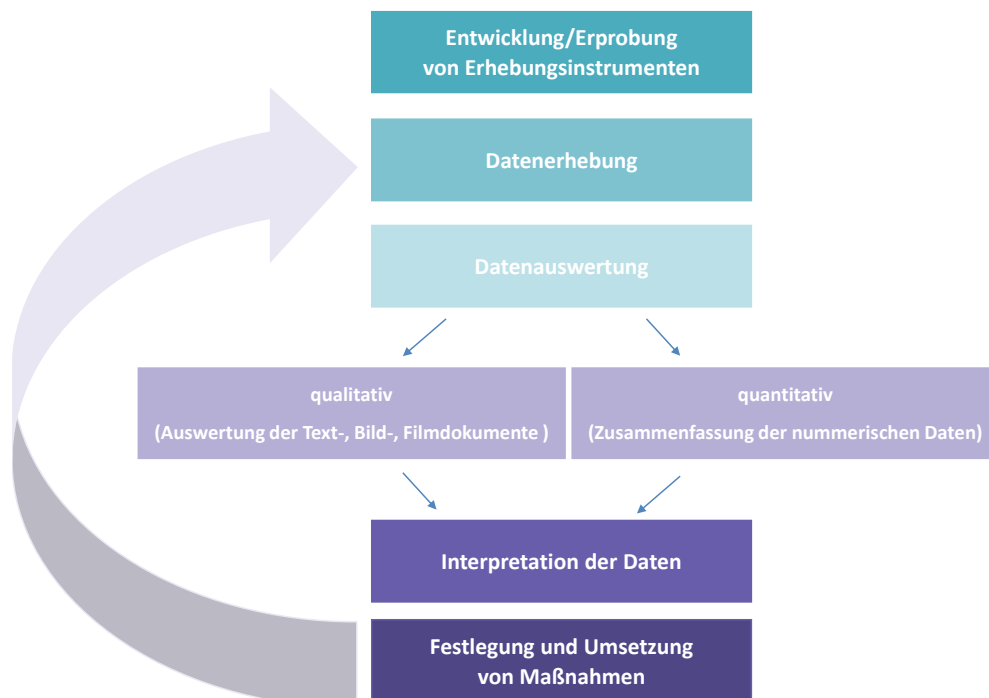 Entwicklung/Erprobung
von Erhebungsinstrumenten
Datenerhebung
Datenauswertung
qualitativ
(Auswertung der Text-, Bild-, Filmdokumente )
quantitativ
(Zusammenfassung der nummerischen Daten)
Interpretation der Daten
Festlegung und Umsetzung
von Maßnahmen